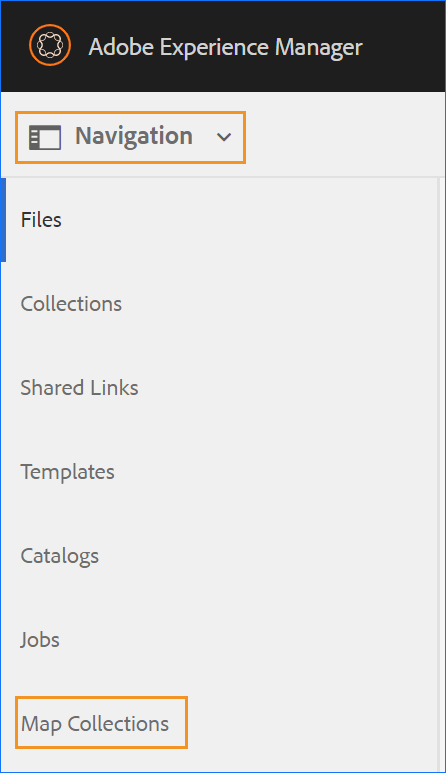 Adobe Experience Manager
Navigation
Files
Collections
Shared Links
Templates
Catalogs
Jobs
Map Collections